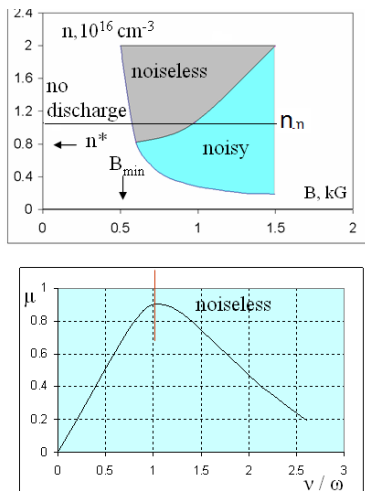 2.4
n, 10¹⁶ cm⁻³
2
noiseless
1.6
no
discharge
1.2
n.n
n*
noisy
0.8
Bmin
0.4
B, kG
0
0 0.5 1 1.5 2
μ
1
noiseless
0.8
0.6
0.4
0.2
0
0 0.5 1 1.5 2 2.5 3
ν / ω